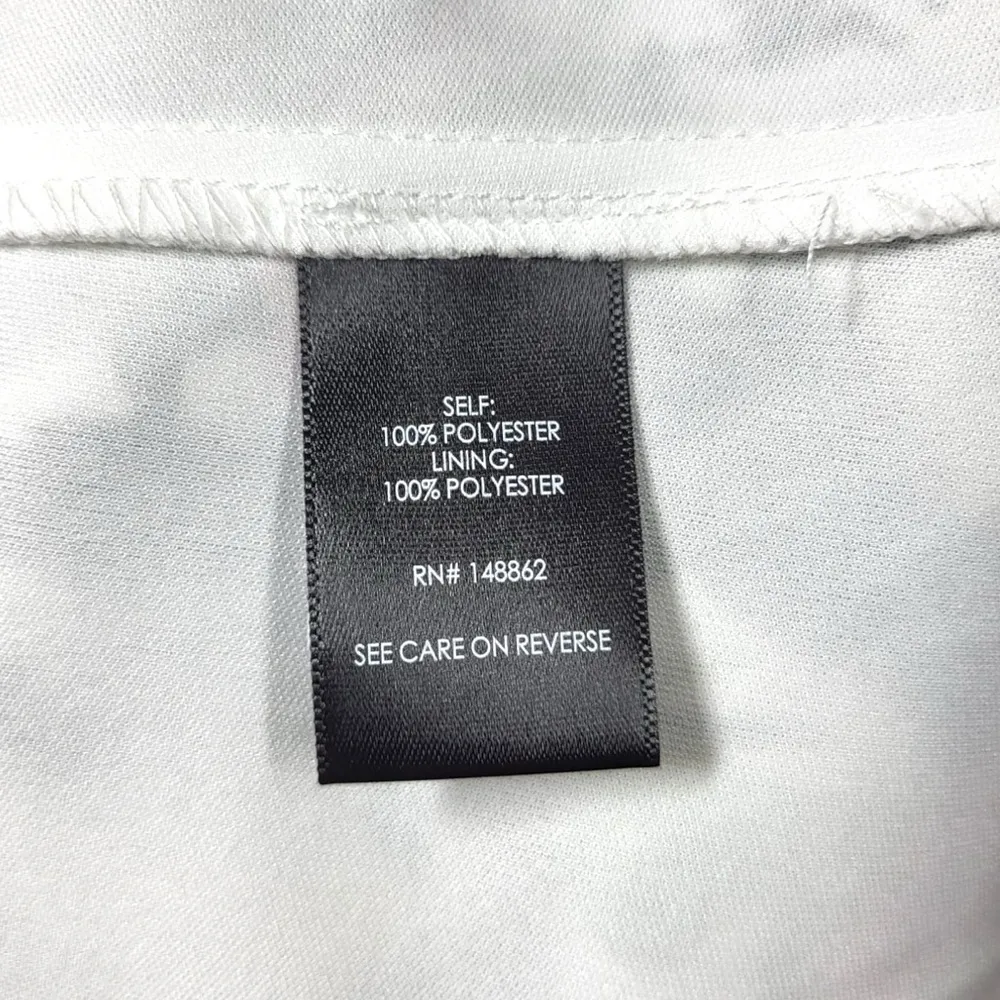 SELF:
100% POLYESTER
LINING:
100% POLYESTER
RN# 148862
SEE CARE ON REVERSE